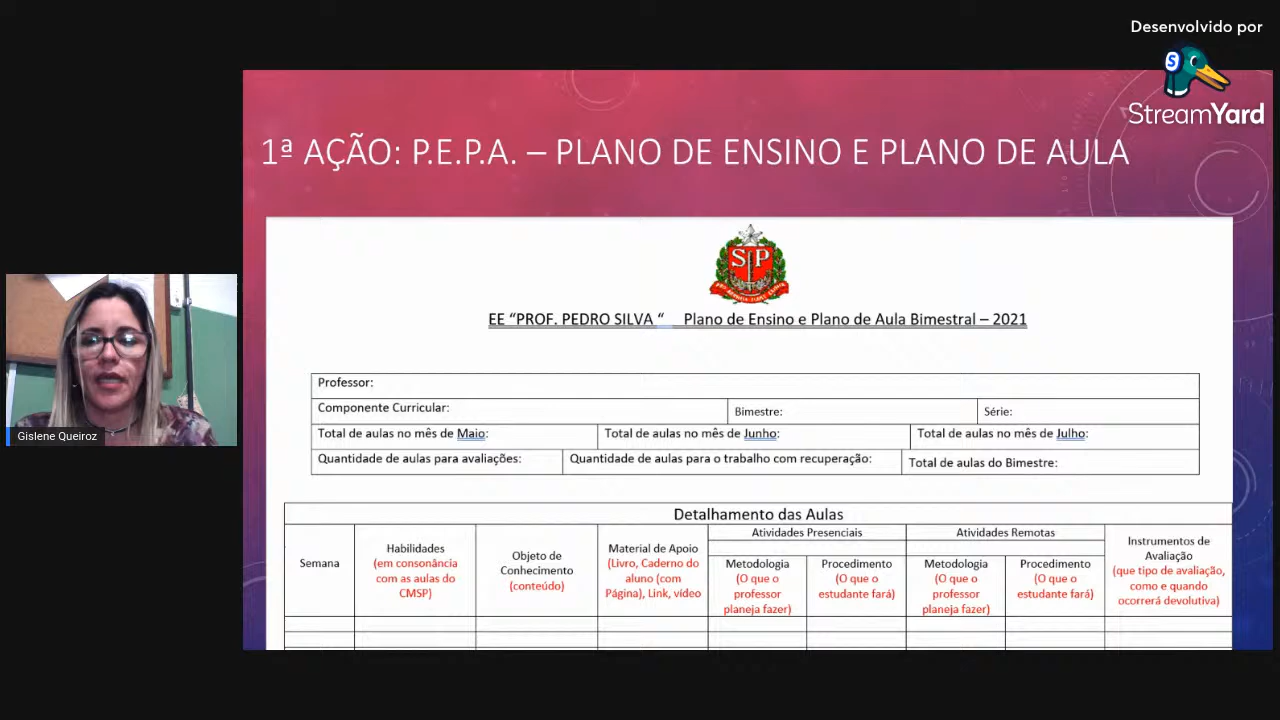 Desenvolvido por
StreamYard
1ª AÇÃO: P.E.P.A. – PLANO DE ENSINO E PLANO DE AULA
SP
EE “PROF. PEDRO SILVA “ Plano de Ensino e Plano de Aula Bimestral – 2021
Professor:
Componente Curricular:
Bimestre:
Série:
Total de aulas no mês de Maio:
Total de aulas no mês de Junho:
Total de aulas no mês de Julho:
Quantidade de aulas para avaliações:
Quantidade de aulas para o trabalho com recuperação:
Total de aulas do Bimestre:
Detalhamento das Aulas
Semana
Habilidades
(em consonância
com as aulas do
CMSP)
Objeto de
Conhecimento
(conteúdo)
Material de Apoio
(Livro, Caderno do
aluno (com
Página), Link, vídeo
Atividades Presenciais
Metodologia
(O que o
professor
planeja fazer)
Procedimento
(O que o
estudante fará)
Atividades Remotas
Metodologia
(O que o
professor
planeja fazer)
Procedimento
(O que o
estudante fará)
Instrumentos de
Avaliação
(que tipo de avaliação,
como e quando
ocorrerá devolutiva)
Gislene Queiroz